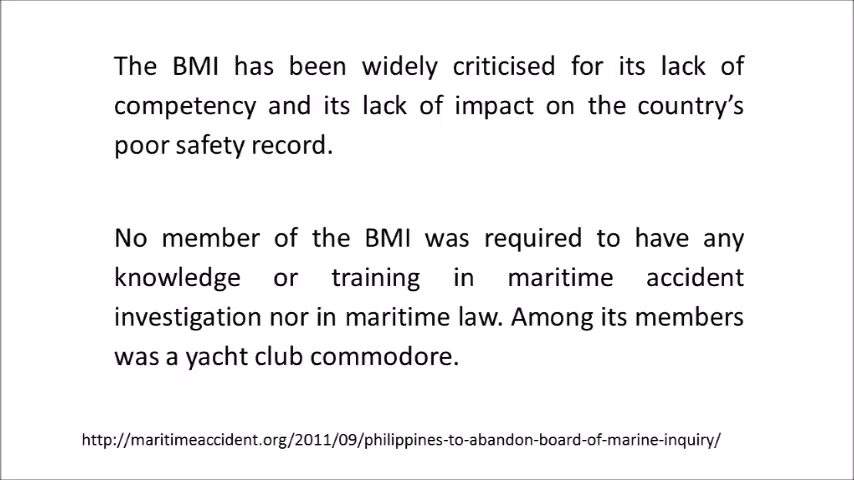 The BMI has been widely criticised for its lack of
competency and its lack of impact on the country’s
poor safety record.
No member of the BMI was required to have any
knowledge or training in maritime accident
investigation nor in maritime law. Among its members
was a yacht club commodore.
http://maritimeaccident.org/2011/09/philippines-to-abandon-board-of-marine-inquiry/